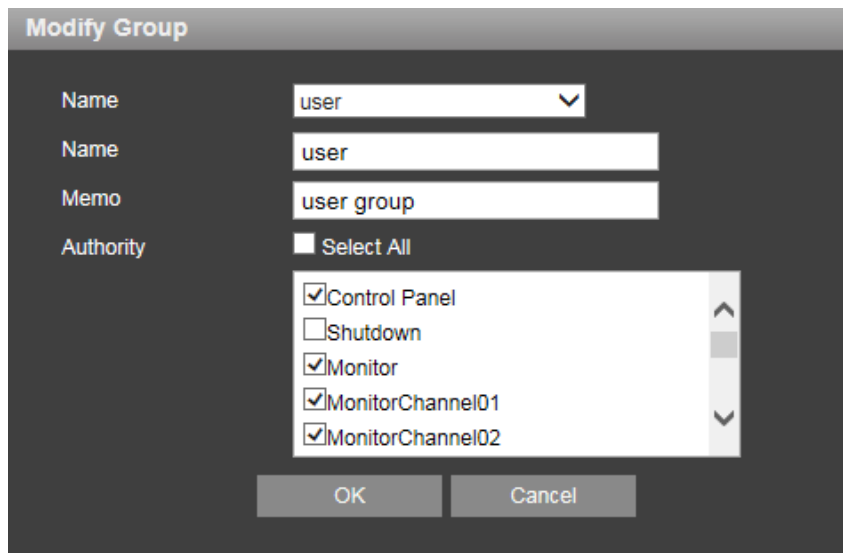 Modify Group
Name user
Name user
Memo user group
Authority Select All
Control Panel
Shutdown
Monitor
MonitorChannel01
MonitorChannel02
OK Cancel